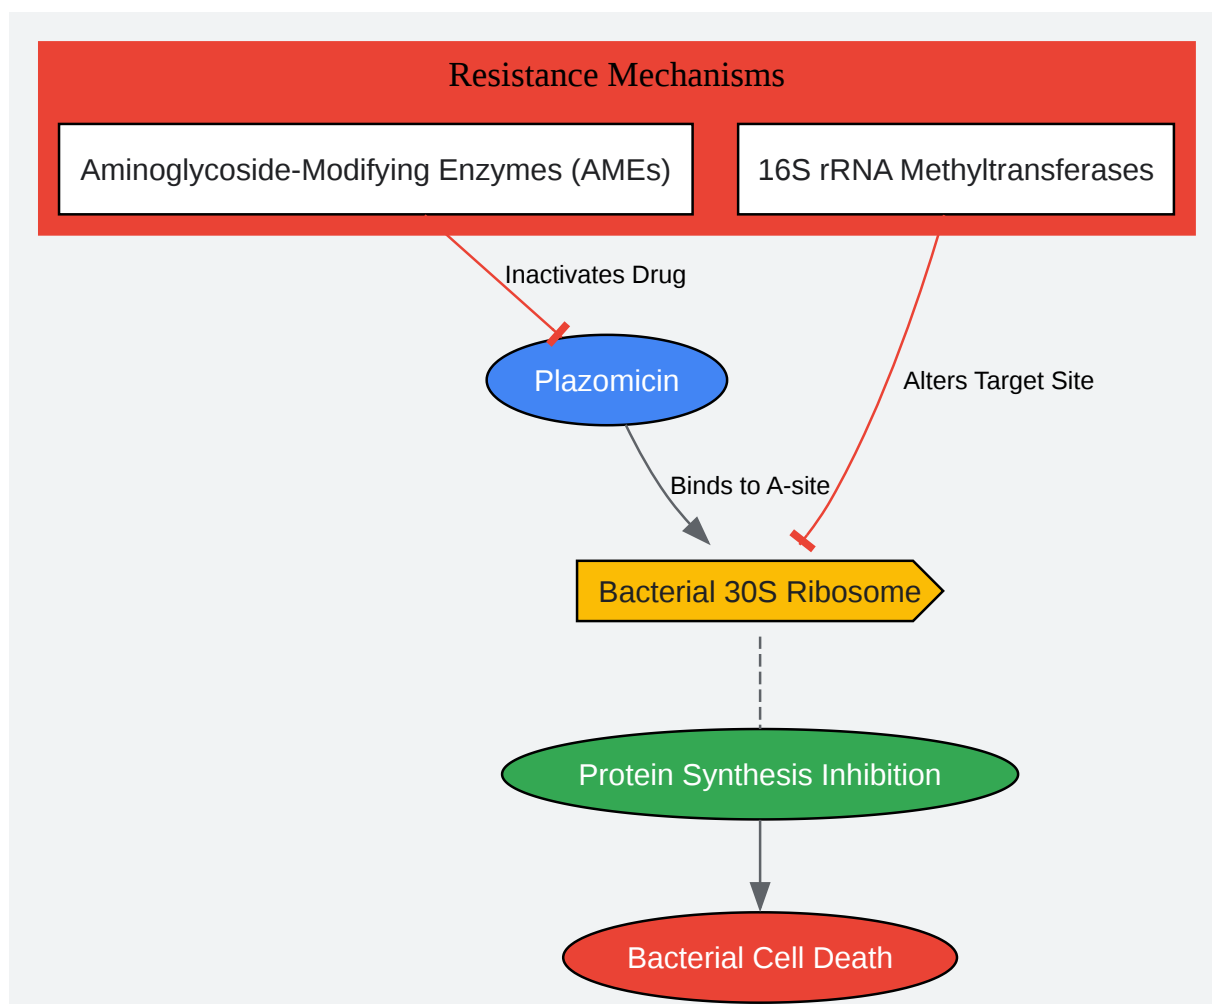 Resistance Mechanisms
Aminoglycoside-Modifying Enzymes (AMEs)
16S rRNA Methyltransferases
Inactivates Drug
Plazomicin
Alters Target Site
Binds to A-site
Bacterial 30S Ribosome
Protein Synthesis Inhibition
Bacterial Cell Death